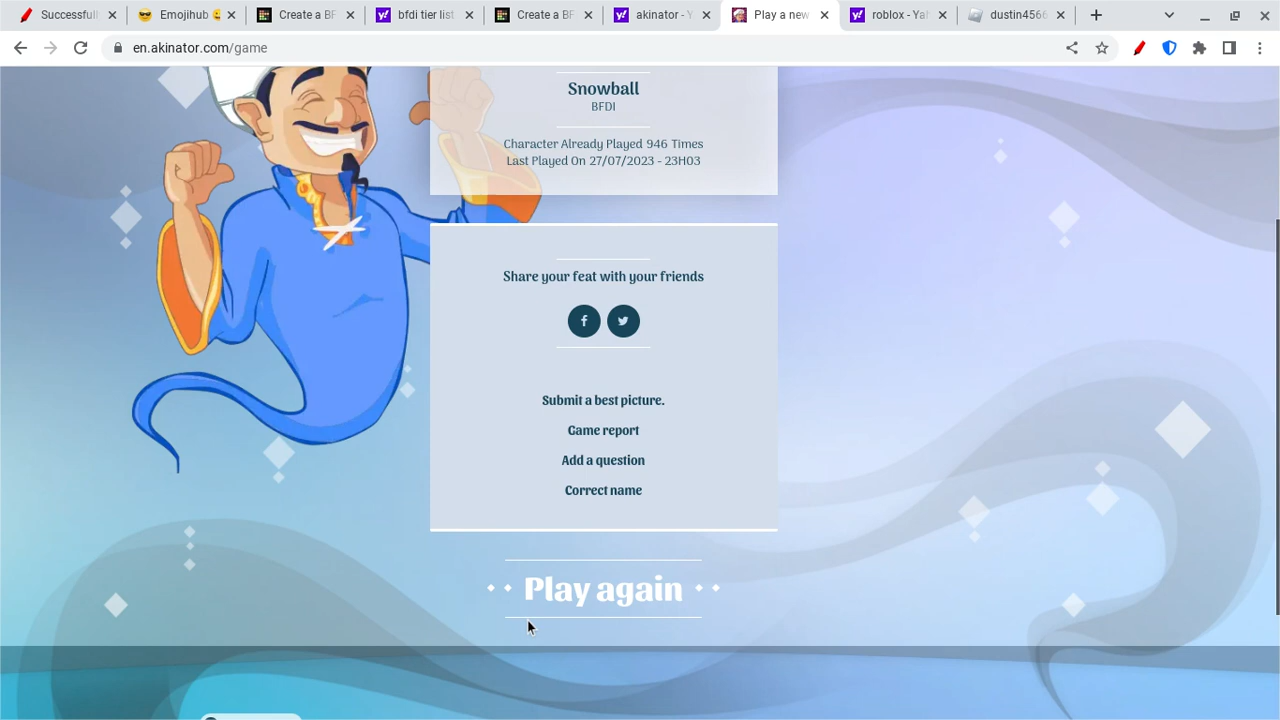 Successfull
Emojihub
Create a BF
bfdi tier list
Create a BF
akinator - Y
Play a new
roblox - Yal
dustin4566
en.akinator.com/game
Snowball
BFDI
Character Already Played 946 Times
Last Played On 27/07/2023 - 23H03
Share your feat with your friends
Submit a best picture.
Game report
Add a question
Correct name
Play again